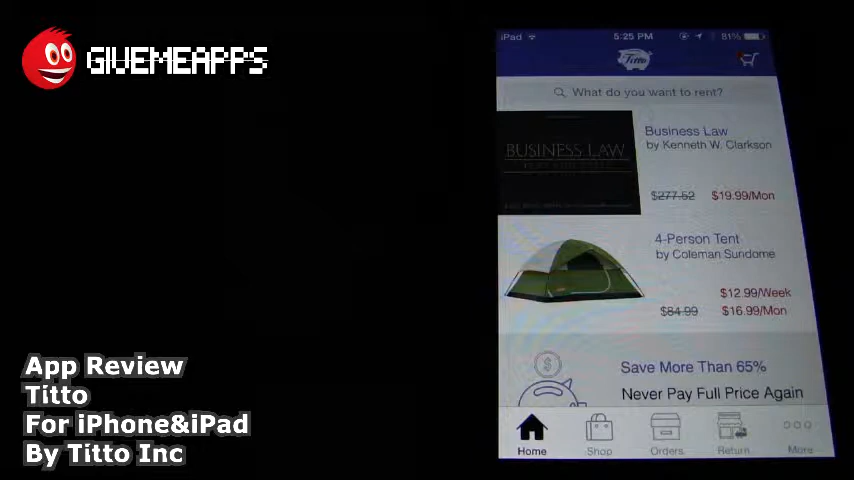 GIVEMEAPPS
iPad
5:25 PM
81%
Titto
What do you want to rent?
BUSINESS LAW
Business Law
by Kenneth W. Clarkson
$277.52 $19.99/Mon
4-Person Tent
by Coleman Sundome
$12.99/Week
$84.99 $16.99/Mon
Save More Than 65%
Never Pay Full Price Again
Home Shop Orders Return More
App Review
Titto
For iPhone&iPad
By Titto Inc